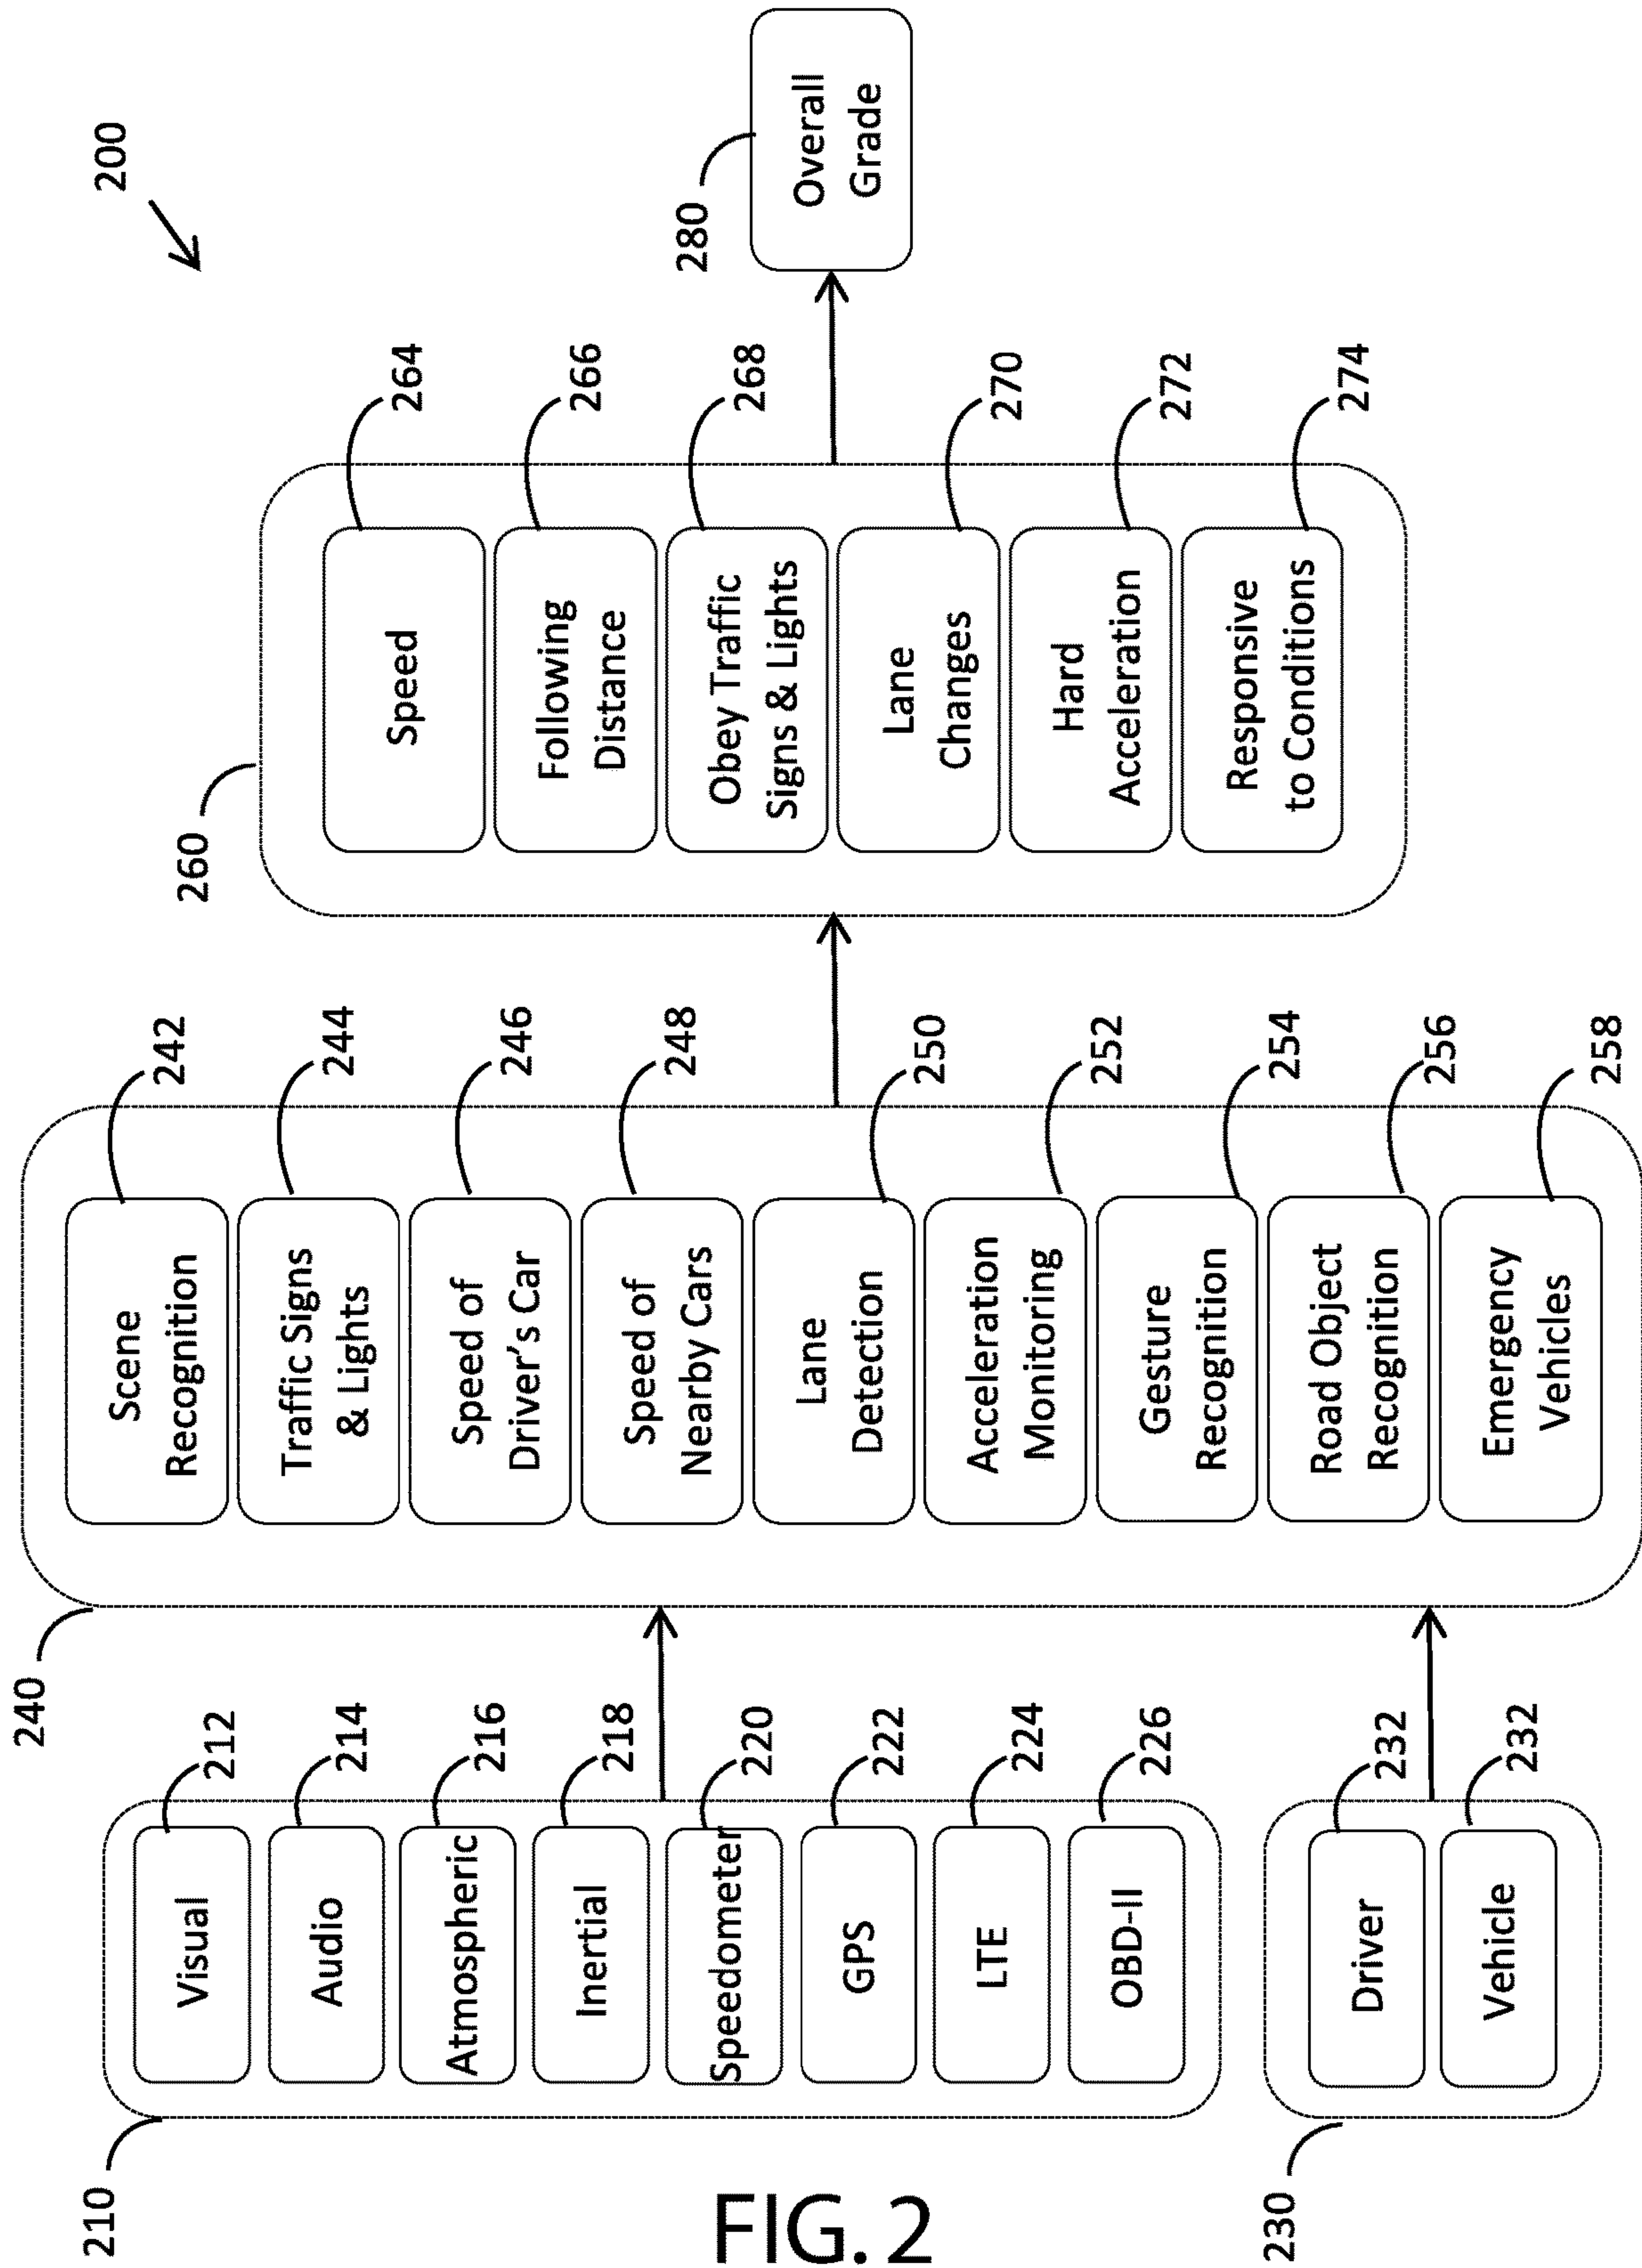 200
210
Visual
212
Audio
214
Atmospheric
216
Inertial
218
Speedometer
220
GPS
222
LTE
224
OBD-II
226
230
Driver
232
Vehicle
232
240
Scene
Recognition
242
Traffic Signs
& Lights
244
Speed of
Driver’s Car
246
Speed of
Nearby Cars
248
Lane
Detection
250
Acceleration
Monitoring
252
Gesture
Recognition
254
Road Object
Recognition
256
Emergency
Vehicles
258
260
Speed
264
Following
Distance
266
Obey Traffic
Signs & Lights
268
Lane
Changes
270
Hard
Acceleration
272
Responsive
to Conditions
274
280
Overall
Grade
FIG. 2